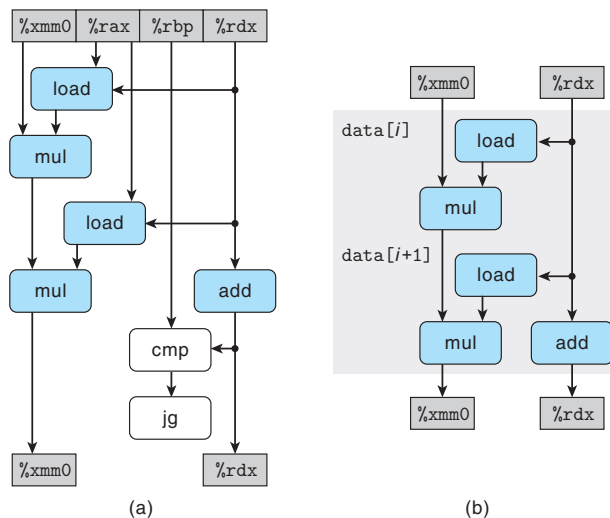 %xmm0 %rax %rbp %rdx
load
mul
load
mul
add
cmp
jg
%xmm0
%rdx
(a)
%xmm0
%rdx
data[i]
load
mul
data[i+1]
load
mul
add
%xmm0
%rdx
(b)